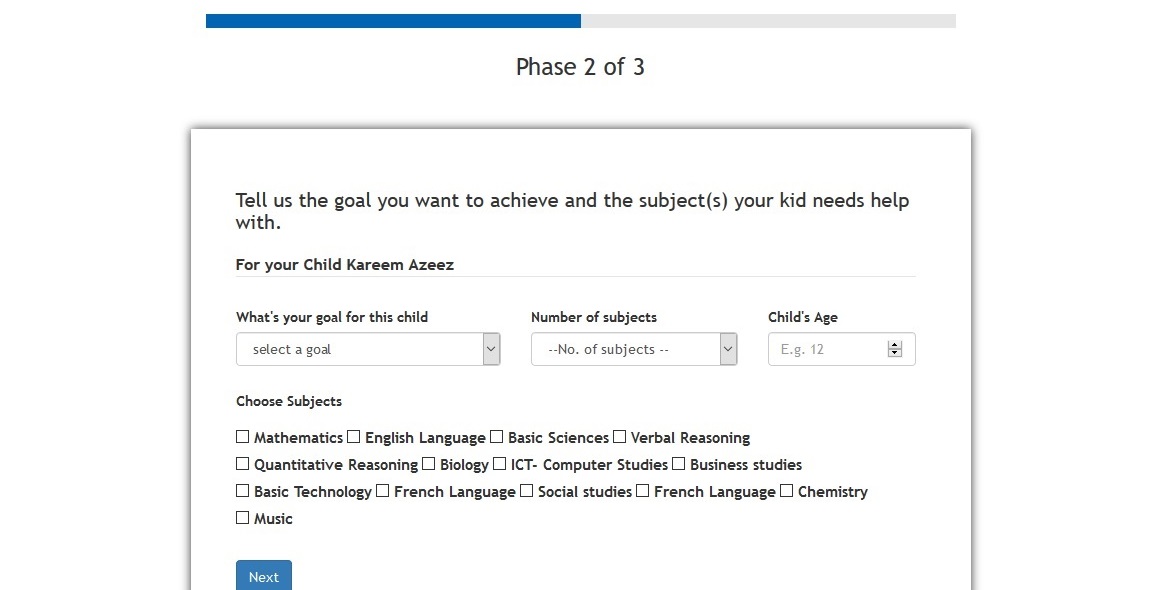 Phase 2 of 3
Tell us the goal you want to achieve and the subject(s) your kid needs help
with.
For your Child Kareem Azeez
What's your goal for this child Number of subjects Child's Age
select a goal --No. of subjects -- E.g. 12
Choose Subjects
Mathematics English Language Basic Sciences Verbal Reasoning
Quantitative Reasoning Biology ICT- Computer Studies Business studies
Basic Technology French Language Social studies French Language Chemistry
Music
Next